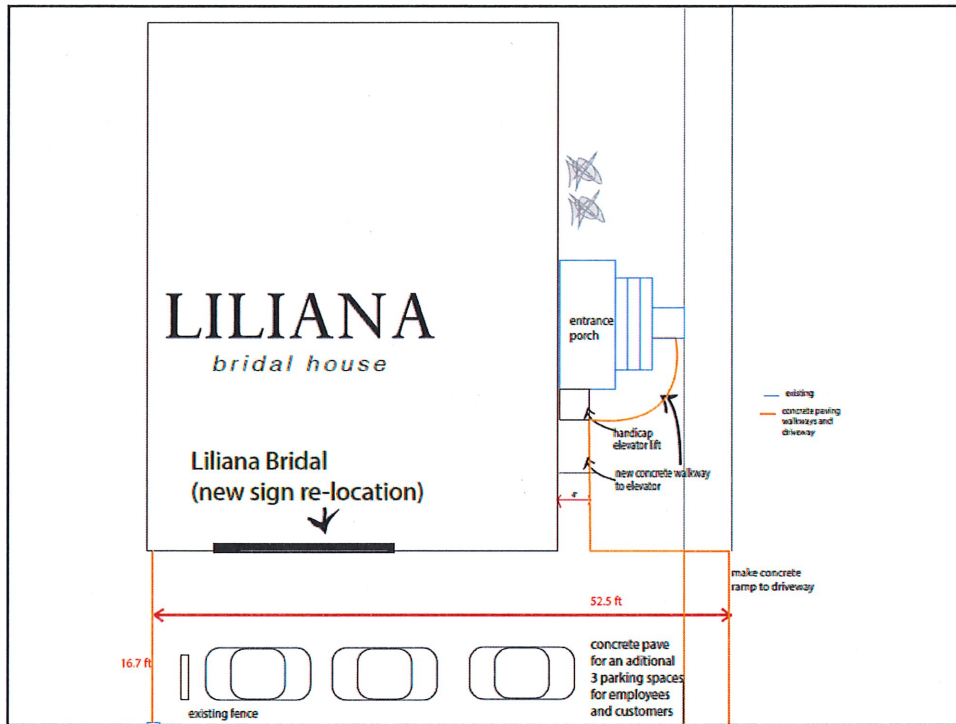 LILIANA
bridal house
entrance
porch
existing
concrete paving
walkways and
driveway
handicap
elevator lift
Liliana Bridal
(new sign re-location)
new concrete walkway
to elevator
4'
make concrete
ramp to driveway
52.5 ft
16.7 ft
concrete pave
for an aditional
3 parking spaces
for employees
and customers
existing fence